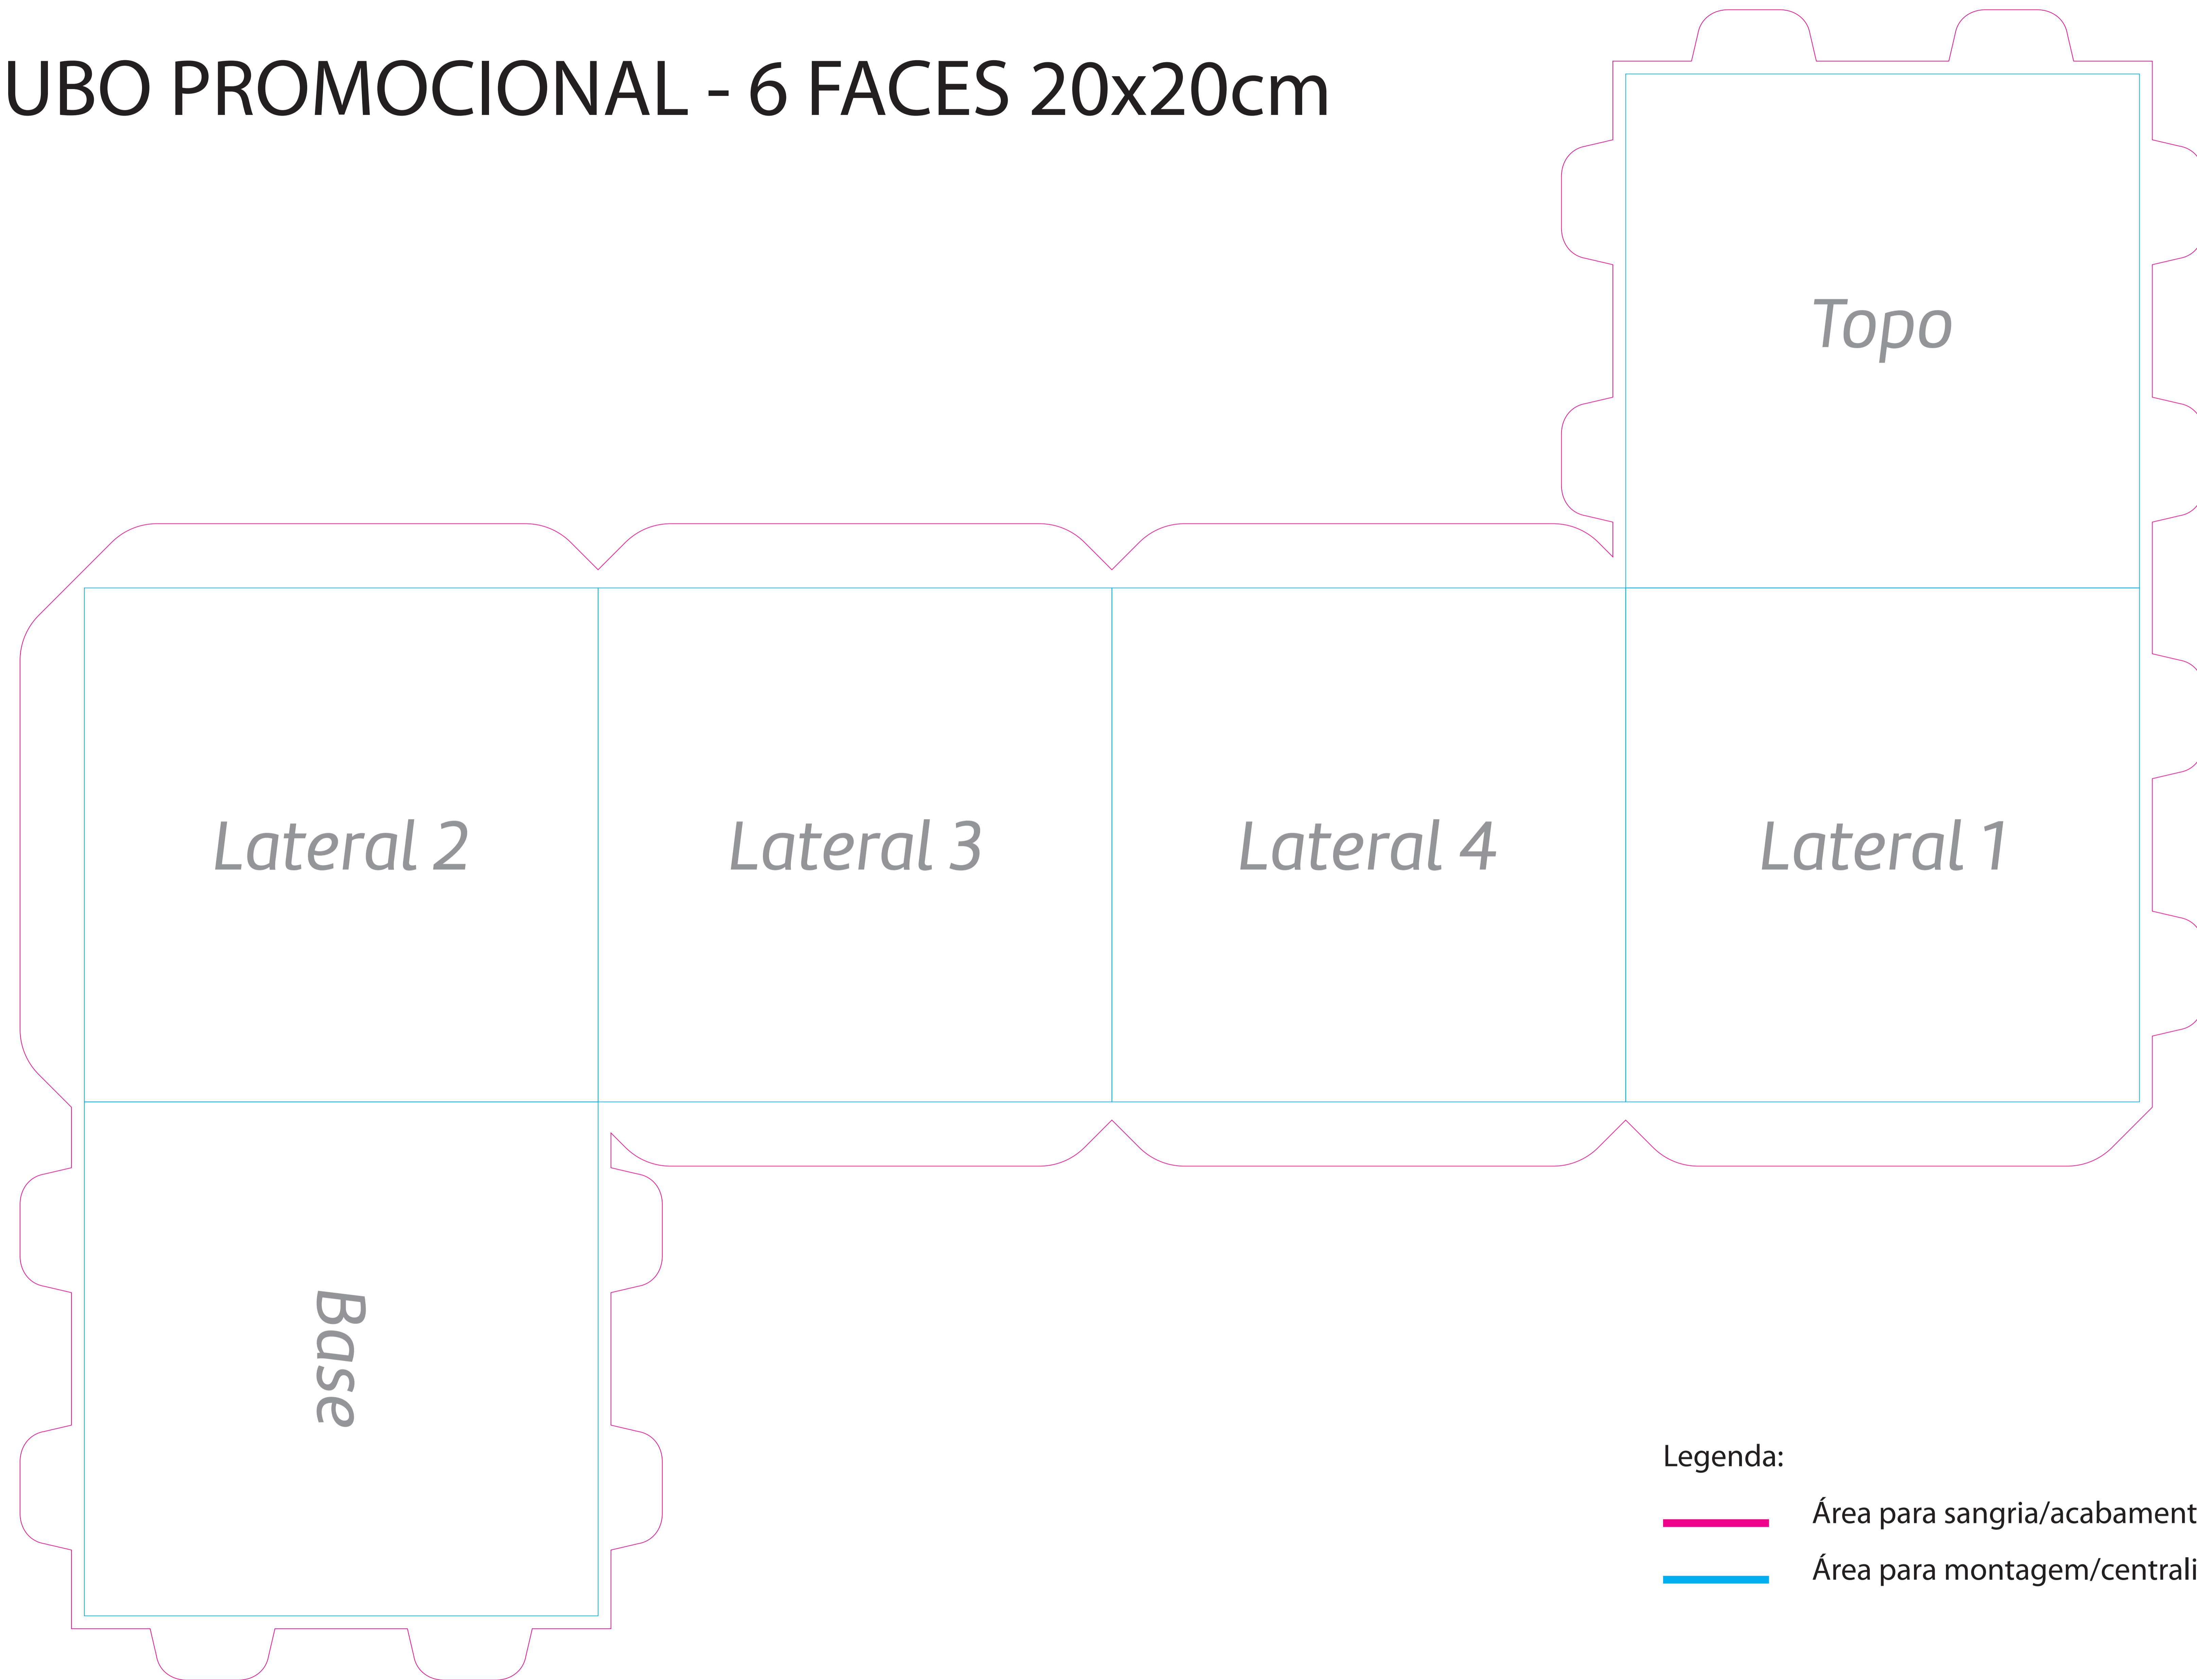 UBO PROMOCIONAL - 6 FACES 20x20cm
Topo
Lateral 2
Lateral 3
Lateral 4
Lateral 1
Base
Legenda:
Área para sangria/acabament
Área para montagem/centrali